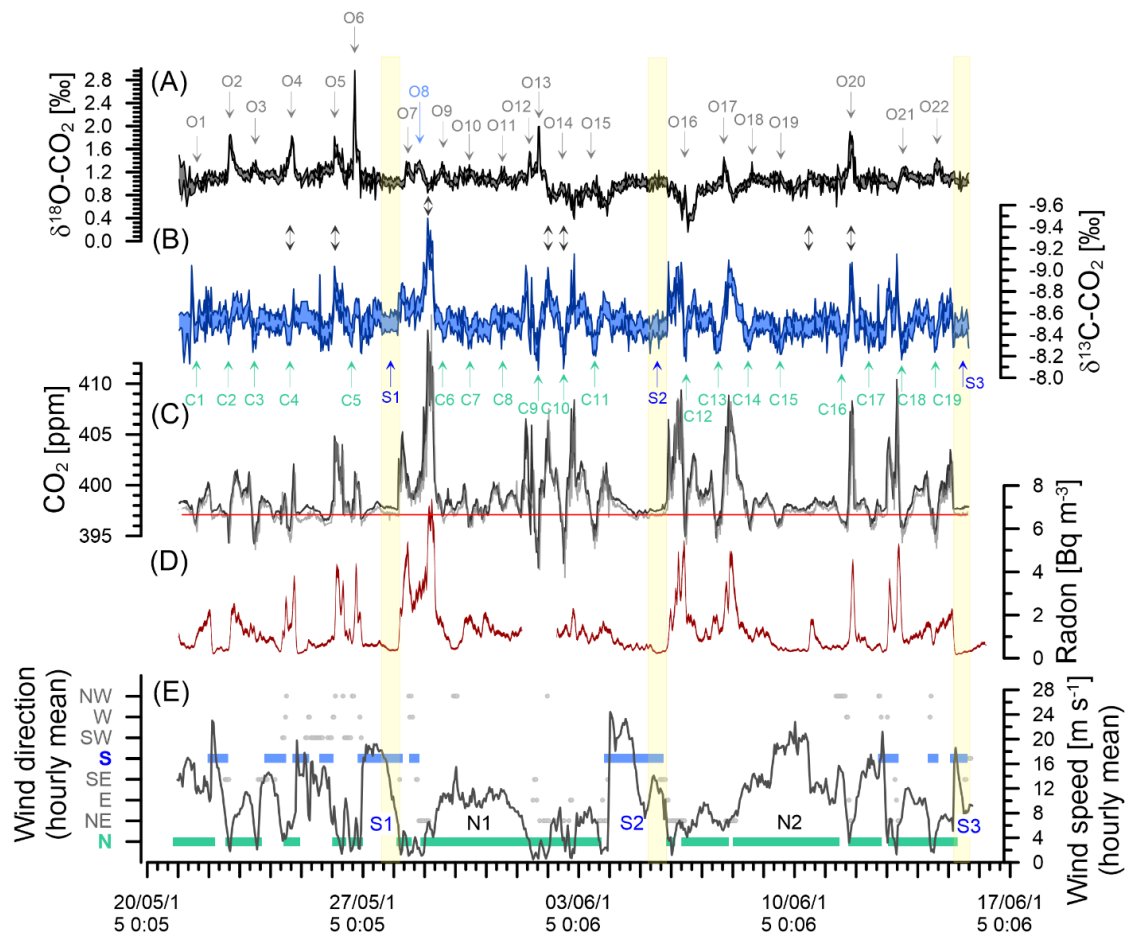 (A)
O1
O2
O3
O4
O5
O6
O7
O8
O9
O10
O11
O12
O13
O14
O15
O16
O17
O18
O19
O20
O21
O22
δ¹⁸O-CO₂ [‰]
2.8
2.4
2.0
1.6
1.2
0.8
0.4
0.0
(B)
-9.6
-9.4
-9.2
-9.0
-8.8
-8.6
-8.4
-8.2
-8.0
δ¹³C-CO₂ [‰]
C1
C2
C3
C4
C5
S1
C6
C7
C8
C9
C10
C11
S2
C12
C13
C14
C15
C16
C17
C18
C19
S3
(C)
CO₂ [ppm]
410
405
400
395
(D)
8
6
4
2
0
Radon [Bq m⁻³]
(E)
Wind direction
(hourly mean)
NW
W
SW
S
SE
E
NE
N
S1
N1
S2
N2
S3
28
24
20
16
12
8
4
0
Wind speed [m s⁻¹]
(hourly mean)
20/05/1
5 0:05
27/05/1
5 0:05
03/06/1
5 0:06
10/06/1
5 0:06
17/06/1
5 0:06